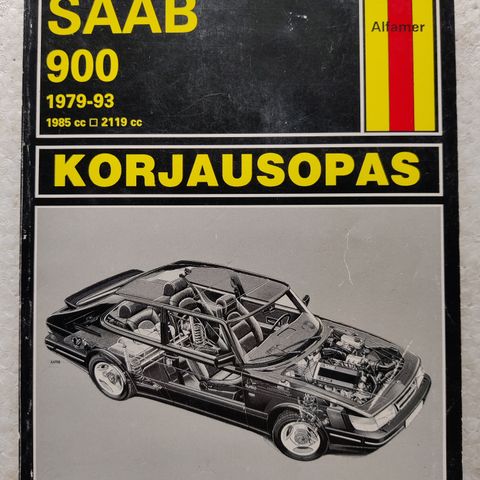 SAAB
900
1979-93
1985 cc □ 2119 cc
Alfamer
KORJAUSOPAS